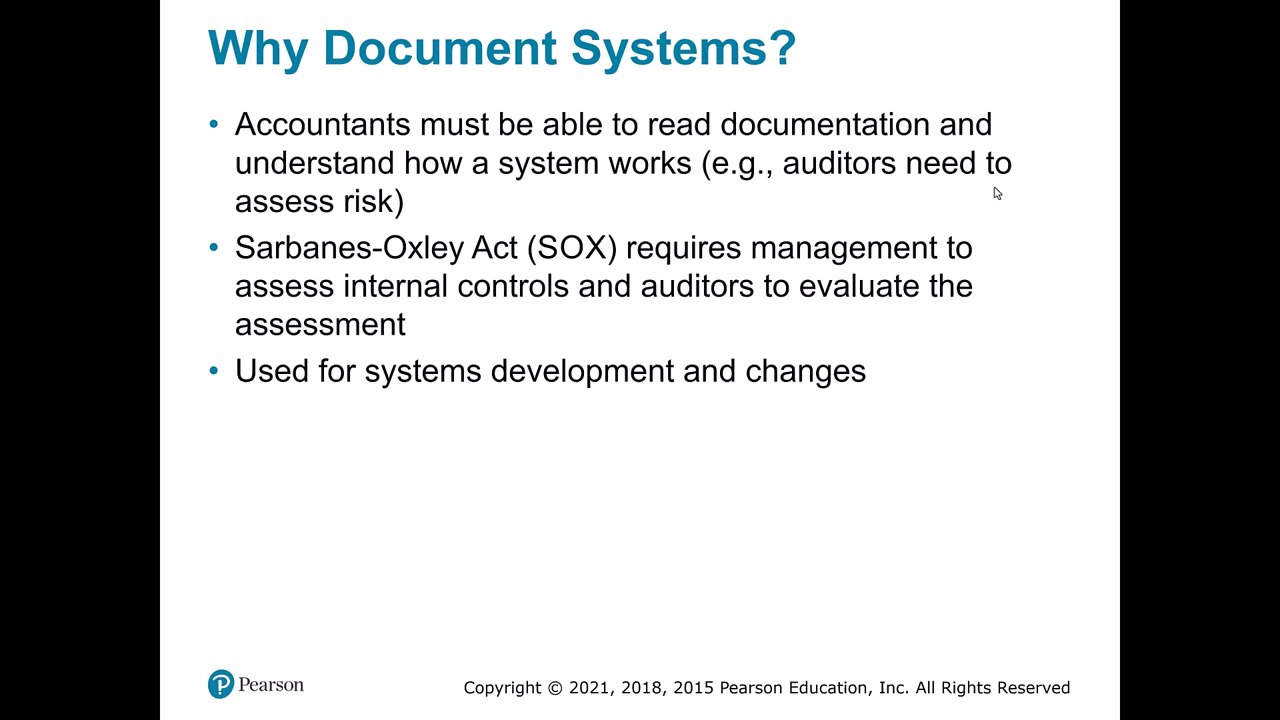 Why Document Systems?
• Accountants must be able to read documentation and
understand how a system works (e.g., auditors need to
assess risk)
• Sarbanes-Oxley Act (SOX) requires management to
assess internal controls and auditors to evaluate the
assessment
• Used for systems development and changes
Pearson
Copyright © 2021, 2018, 2015 Pearson Education, Inc. All Rights Reserved